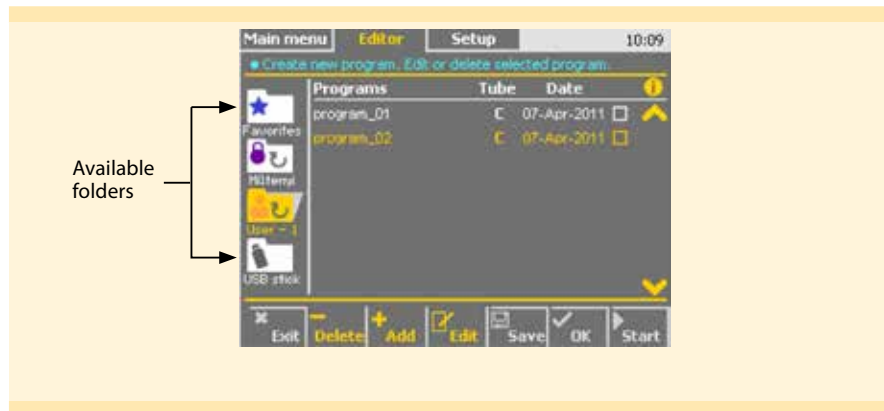 Main menu Editor Setup 10:09
Create new program. Edit or delete selected program.
Programs Tube Date
program_01 C 07-Apr-2011
program_02 C 07-Apr-2011
Favorites
Miltenyi
User - 1
USB stick
Available
folders
Exit Delete Add Edit Save OK Start